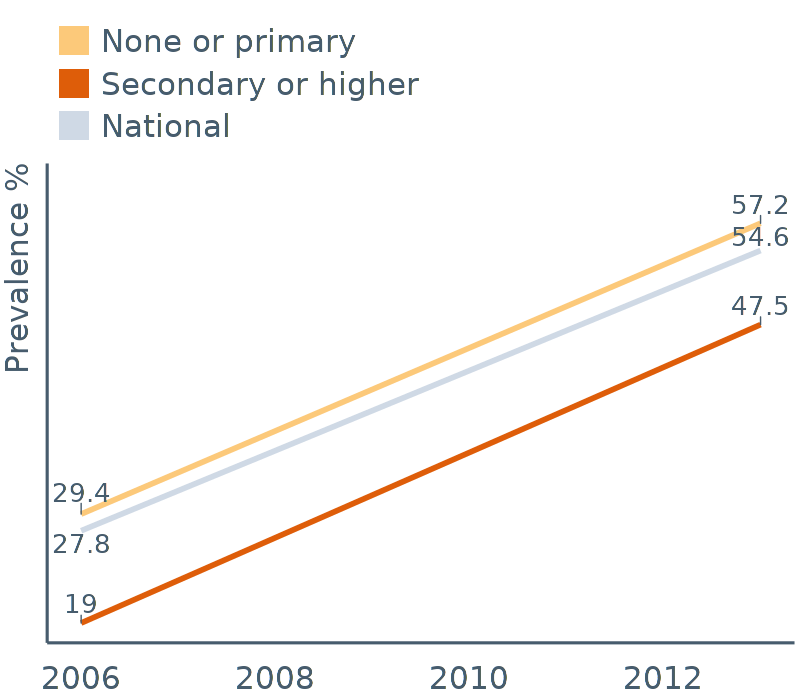 None or primary
Secondary or higher
National
Prevalence %
57.2
54.6
47.5
29.4
27.8
19
2006 2008 2010 2012